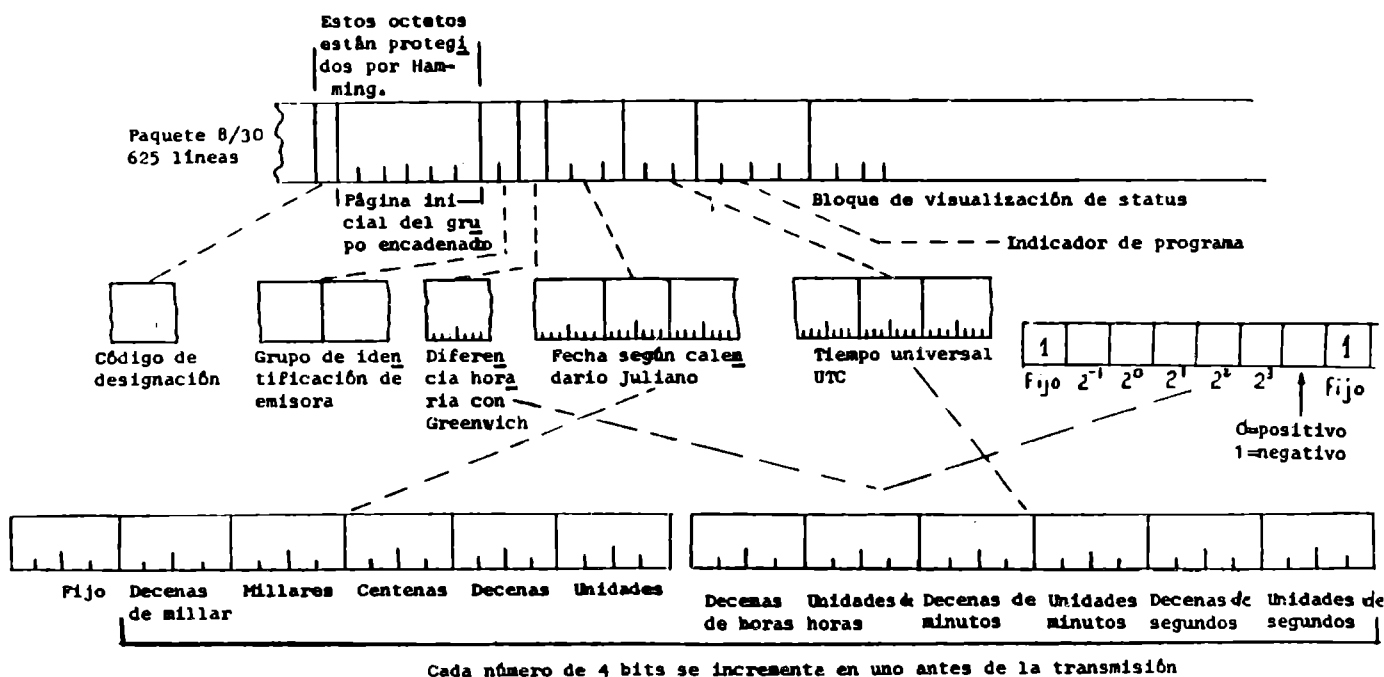 Estos octetos
están protegi
dos por Ham-
ming.
Paquete 8/30
625 líneas
Página ini-
cial del gru
po encadenado
Bloque de visualización de status
Indicador de programa
Código de
designación
Grupo de iden
tificación de
emisora
Diferen
cia hora
ria con
Greenwich
Fecha según calen
dario Juliano
Tiempo universal
UTC
1 1
Fijo 2⁻¹ 2⁰ 2¹ 2² 2³ Fijo
0=positivo
1=negativo
Fijo Decenas Millares Centenas Decenas Unidades
de millar
Decenas Unidades de Decenas de Unidades Decenas de Unidades de
de horas horas minutos minutos segundos segundos
Cada número de 4 bits se incrementa en uno antes de la transmisión